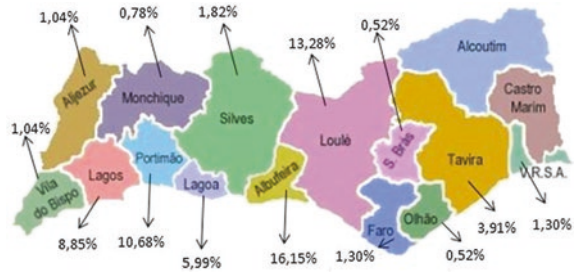 1,04%
0,78%
1,82%
13,28%
0,52%
Alcoutim
Aljezur
Monchique
Castro
Marim
Silves
Loulé
S. Brás
1,04%
Portimão
Tavira
Lagos
Lagoa
Albufeira
V.R.S.A.
Vila
do Bispo
Faro
Olhão
8,85%
10,68%
5,99%
16,15%
1,30%
0,52%
3,91%
1,30%